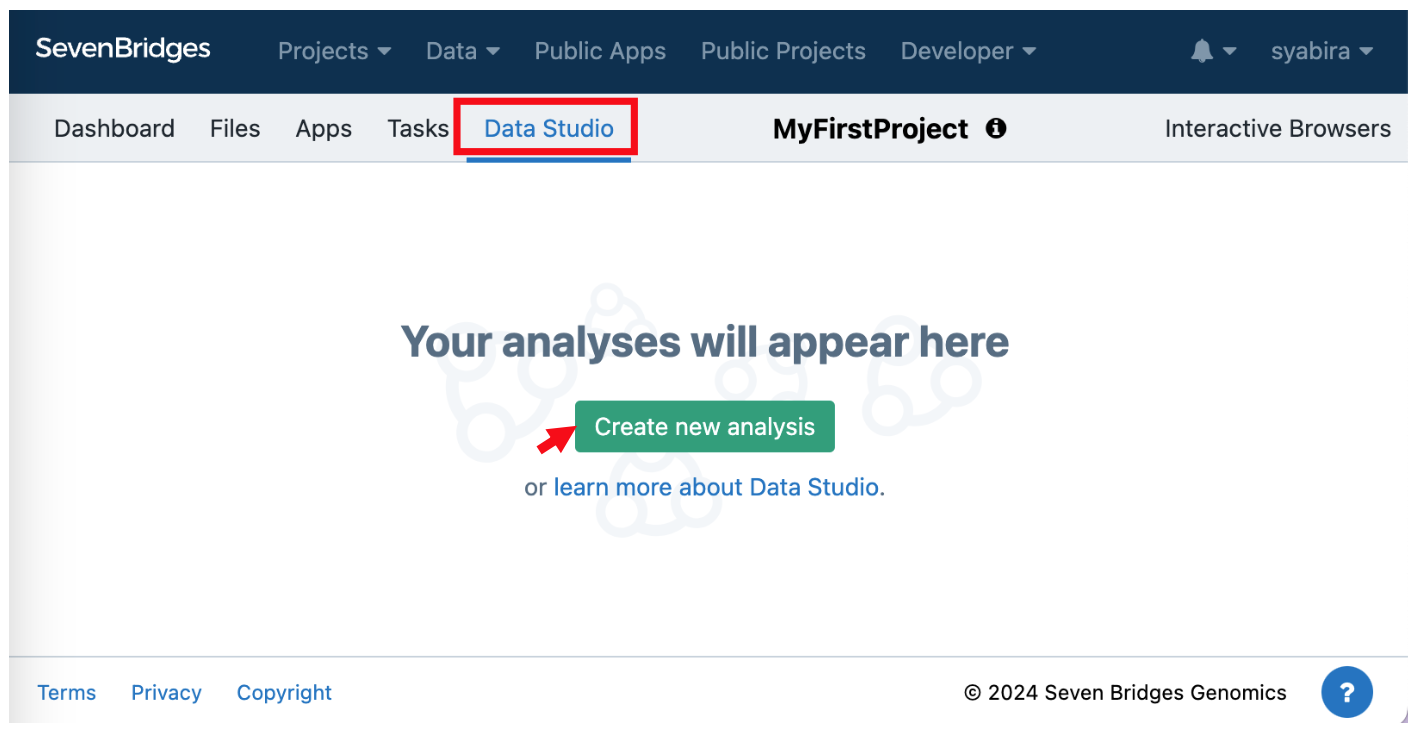 SevenBridges Projects Data Public Apps Public Projects Developer syabira
Dashboard Files Apps Tasks Data Studio MyFirstProject Interactive Browsers
Your analyses will appear here
Create new analysis
or learn more about Data Studio.
Terms Privacy Copyright © 2024 Seven Bridges Genomics ?